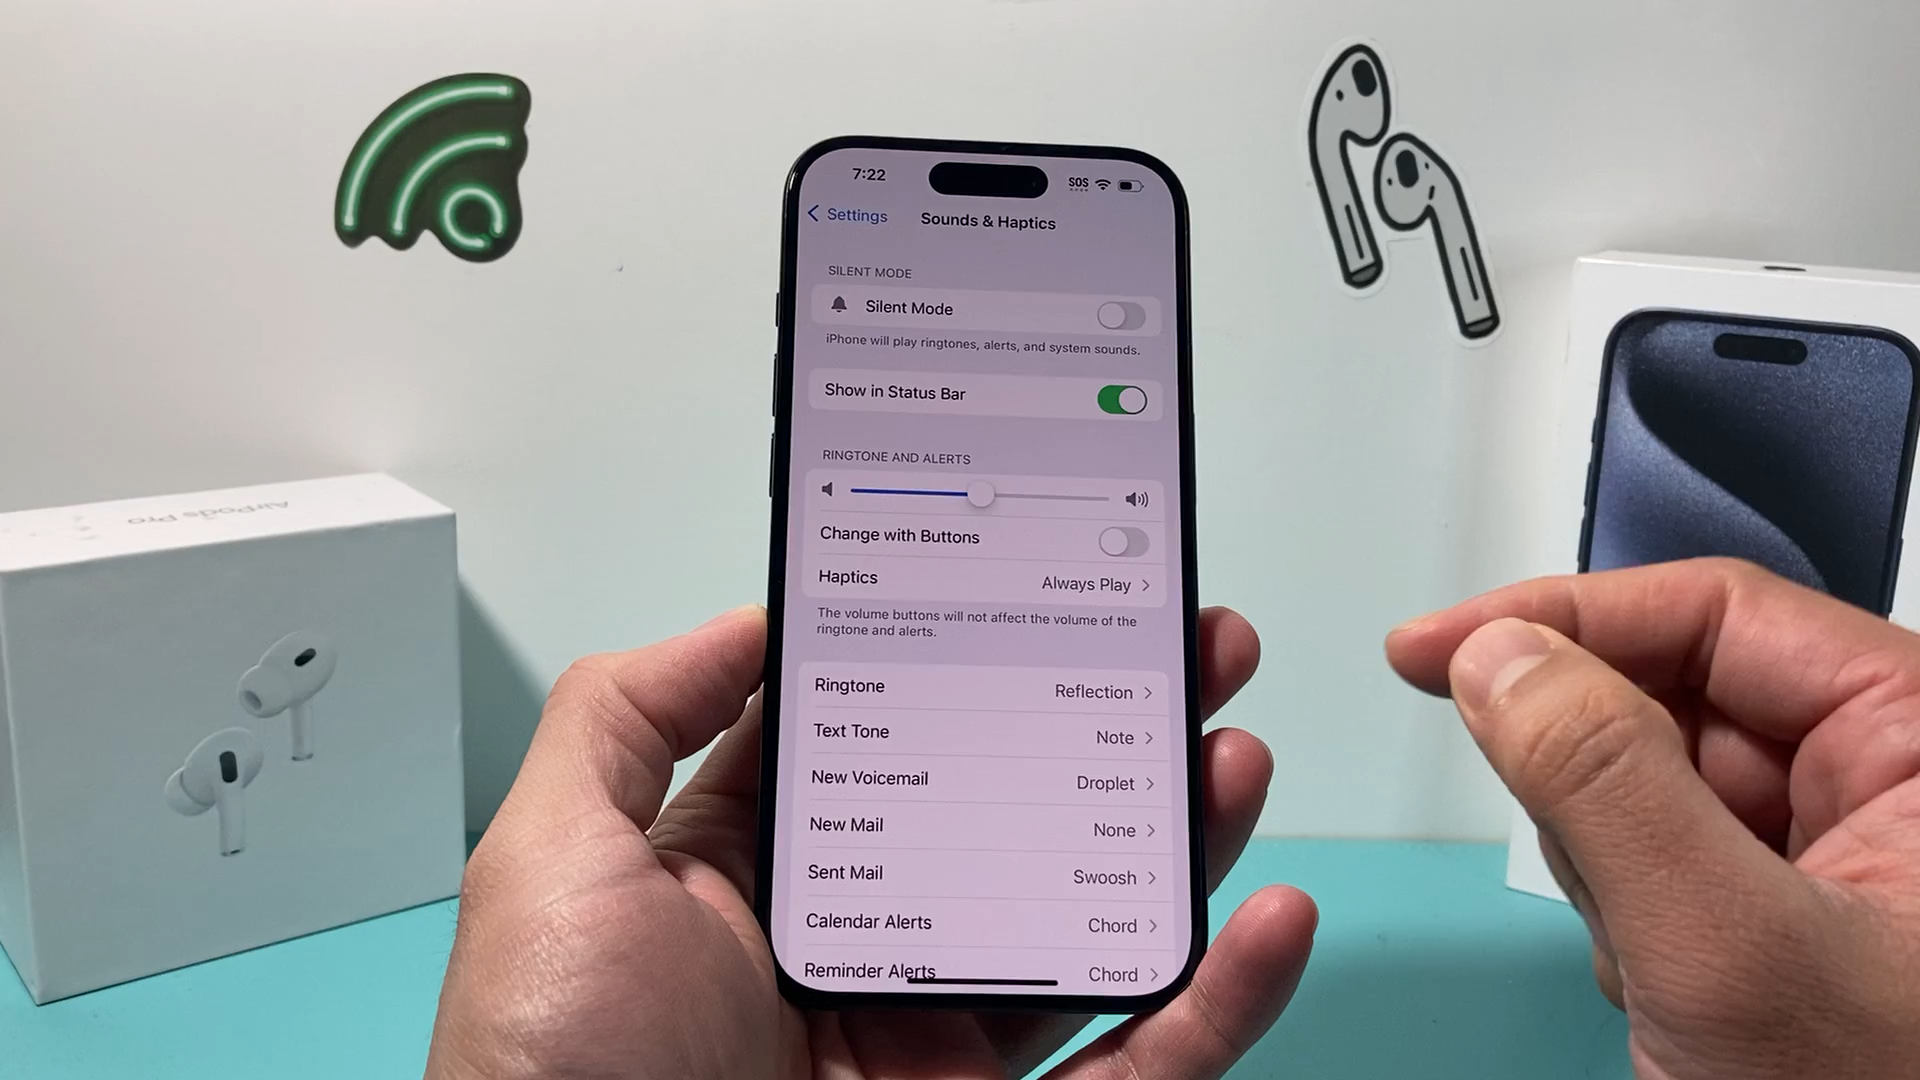 7:22
SOS
Settings
Sounds & Haptics
SILENT MODE
Silent Mode
iPhone will play ringtones, alerts, and system sounds.
Show in Status Bar
RINGTONE AND ALERTS
Change with Buttons
Haptics Always Play
The volume buttons will not affect the volume of the
ringtone and alerts.
Ringtone Reflection
Text Tone Note
New Voicemail Droplet
New Mail None
Sent Mail Swoosh
Calendar Alerts Chord
Reminder Alerts Chord
AirPods Pro